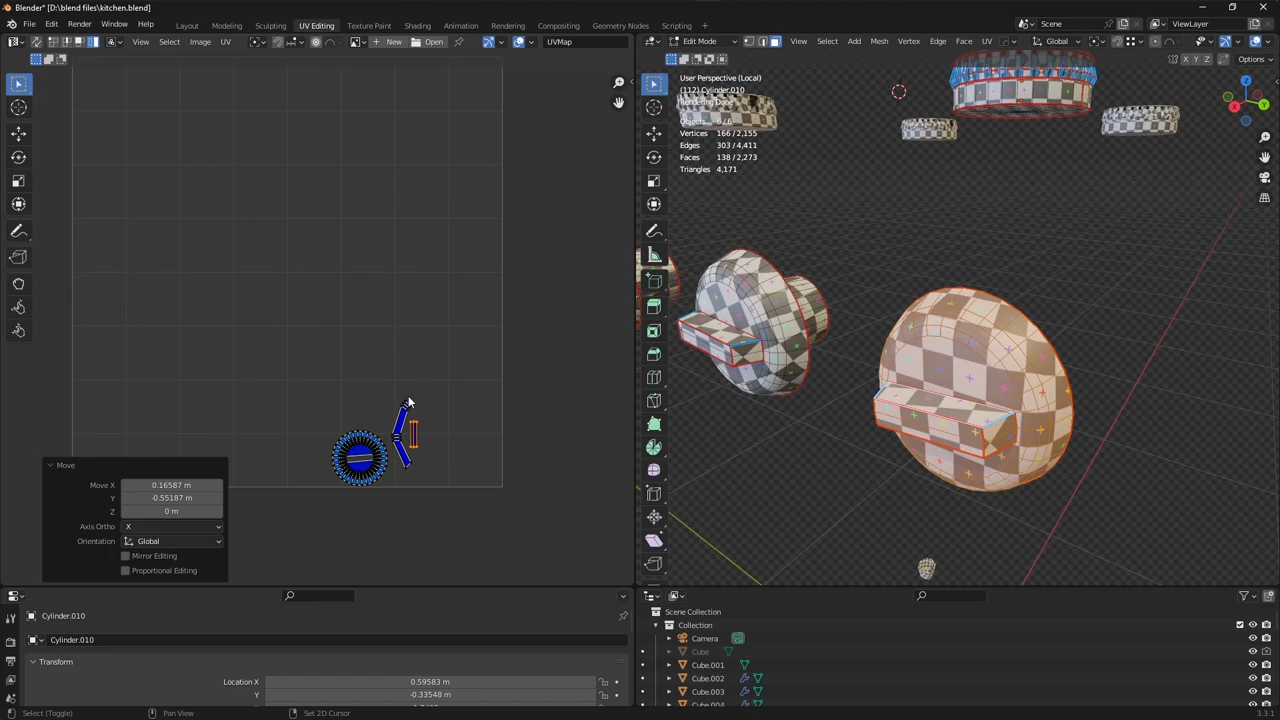 Blender* [D:\blend files\kitchen.blend]
File Edit Render Window Help
Layout Modeling Sculpting UV Editing Texture Paint Shading Animation Rendering Compositing Geometry Nodes Scripting +
Scene
ViewLayer
View Select Image UV
New
Open
UVMap
Edit Mode
View Select Add Mesh Vertex Edge Face UV
Global
X Y Z
Options
User Perspective (Local)
(112) Cylinder.010
Rendering Done
Objects 6/6
Vertices 166 / 2,155
Edges 303 / 4,411
Faces 138 / 2,273
Triangles 4,171
Z
Y
X
Move
Move X 0.16587 m
Y -0.55187 m
Z 0 m
Axis Ortho X
Orientation Global
Mirror Editing
Proportional Editing
Cylinder.010
Cylinder.010
Transform
Location X 0.59583 m
Y -0.33548 m
Scene Collection
Collection
Camera
Cube
Cube.001
Cube.002
Cube.003
Select (Toggle)
Pan View
Set 2D Cursor
3.3.1